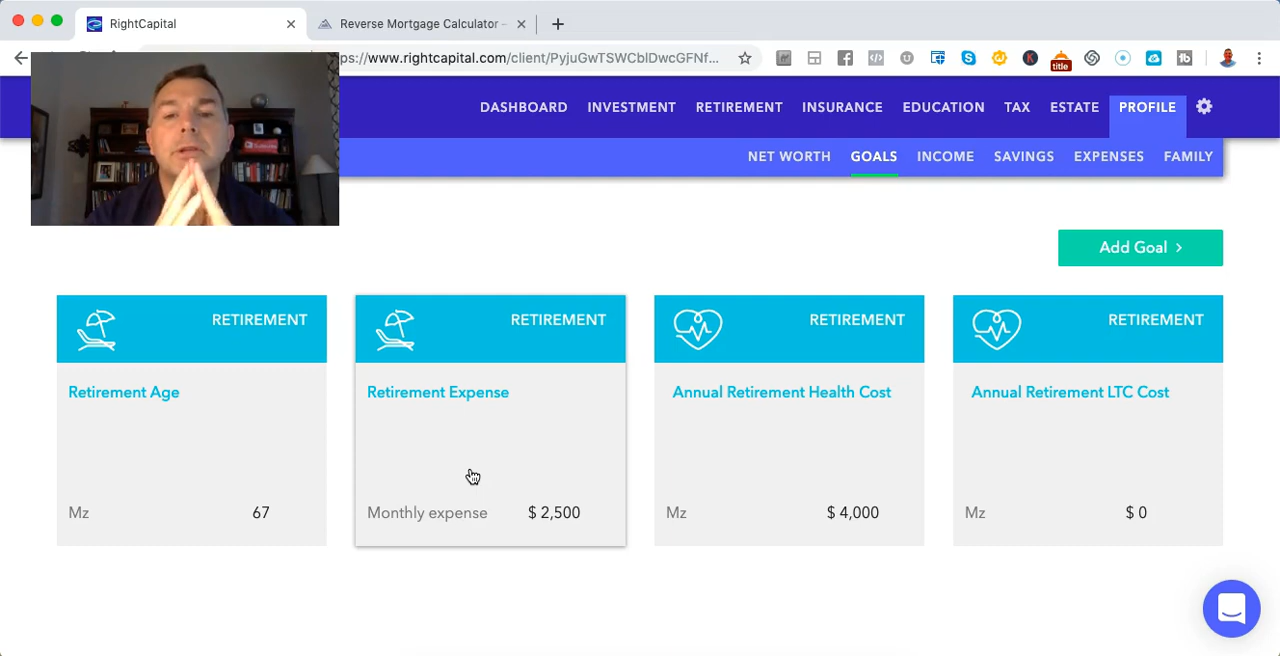 RightCapital
Reverse Mortgage Calculator -
ps://www.rightcapital.com/client/PyjuGwTSWCblDwcGFNf...
title
DASHBOARD INVESTMENT RETIREMENT INSURANCE EDUCATION TAX ESTATE PROFILE
NET WORTH GOALS INCOME SAVINGS EXPENSES FAMILY
Add Goal >
RETIREMENT
Retirement Age
Mz 67
RETIREMENT
Retirement Expense
Monthly expense $ 2,500
RETIREMENT
Annual Retirement Health Cost
Mz $ 4,000
RETIREMENT
Annual Retirement LTC Cost
Mz $ 0